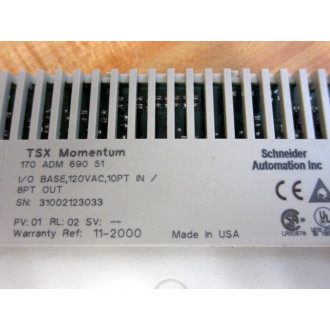 TSX Momentum
170 ADM 690 51
I/O BASE,120VAC,10PT IN /
8PT OUT
SN: 31002123033
PV: 01 RL: 02 SV: --
Warranty Ref: 11-2000
Made in USA
Schneider
Automation Inc
CE